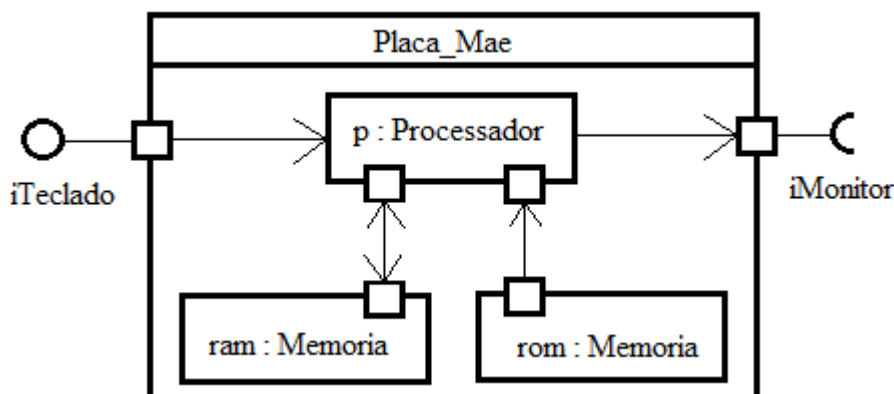 Placa_Mae
p : Processador
iTeclado
iMonitor
ram : Memoria
rom : Memoria